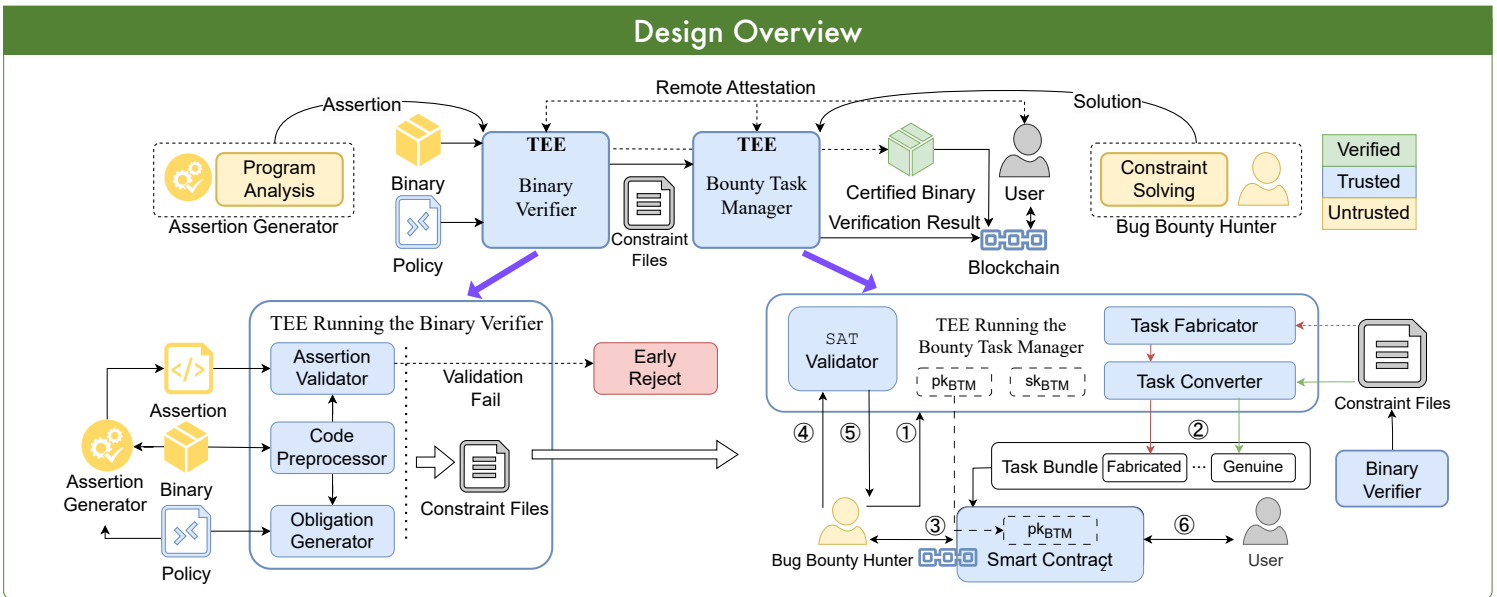 Design Overview
Remote Attestation
Assertion
Solution
TEE
Binary
Verifier
TEE
Bounty Task
Manager
Program
Analysis
Assertion Generator
Binary
Policy
Constraint
Files
Certified Binary
User
Verification Result
Blockchain
Constraint
Solving
Bug Bounty Hunter
Verified
Trusted
Untrusted
TEE Running the Binary Verifier
Assertion
Validator
Code
Preprocessor
Obligation
Generator
Assertion
Assertion
Generator
Binary
Policy
Validation
Fail
Early
Reject
Constraint Files
SAT
Validator
TEE Running the
Bounty Task Manager
pkBTM
skBTM
Task Fabricator
Task Converter
Constraint Files
Binary
Verifier
④
⑤
①
②
Task Bundle
Fabricated
...
Genuine
③
pkBTM
⑥
Bug Bounty Hunter
Smart Contract
2
User